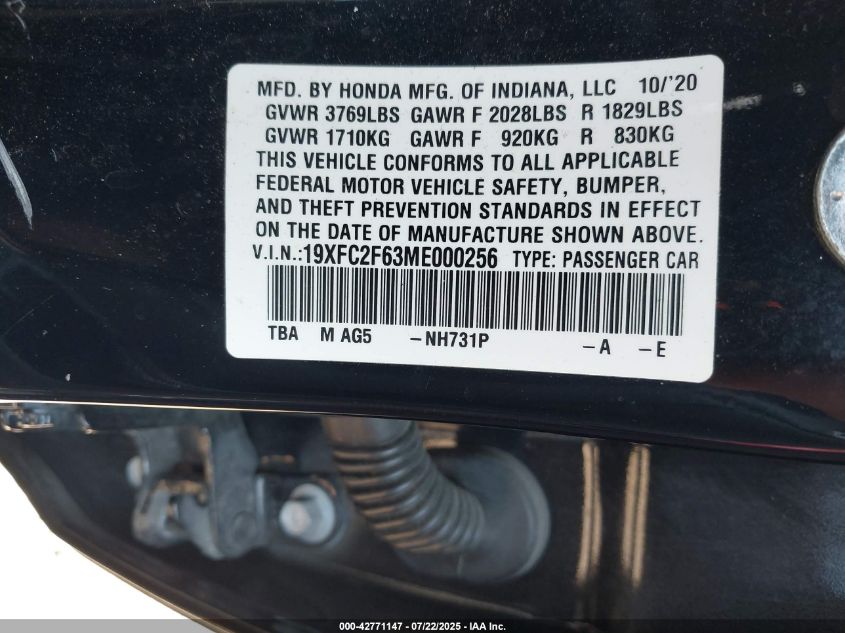 MFD. BY HONDA MFG. OF INDIANA, LLC 10/'20
GVWR 3769LBS GAWR F 2028LBS R 1829LBS
GVWR 1710KG GAWR F 920KG R 830KG
THIS VEHICLE CONFORMS TO ALL APPLICABLE
FEDERAL MOTOR VEHICLE SAFETY, BUMPER,
AND THEFT PREVENTION STANDARDS IN EFFECT
ON THE DATE OF MANUFACTURE SHOWN ABOVE.
V.I.N.:19XFC2F63ME000256 TYPE: PASSENGER CAR
TBA M AG5 -NH731P -A -E
000-42771147 - 07/22/2025 - IAA Inc.